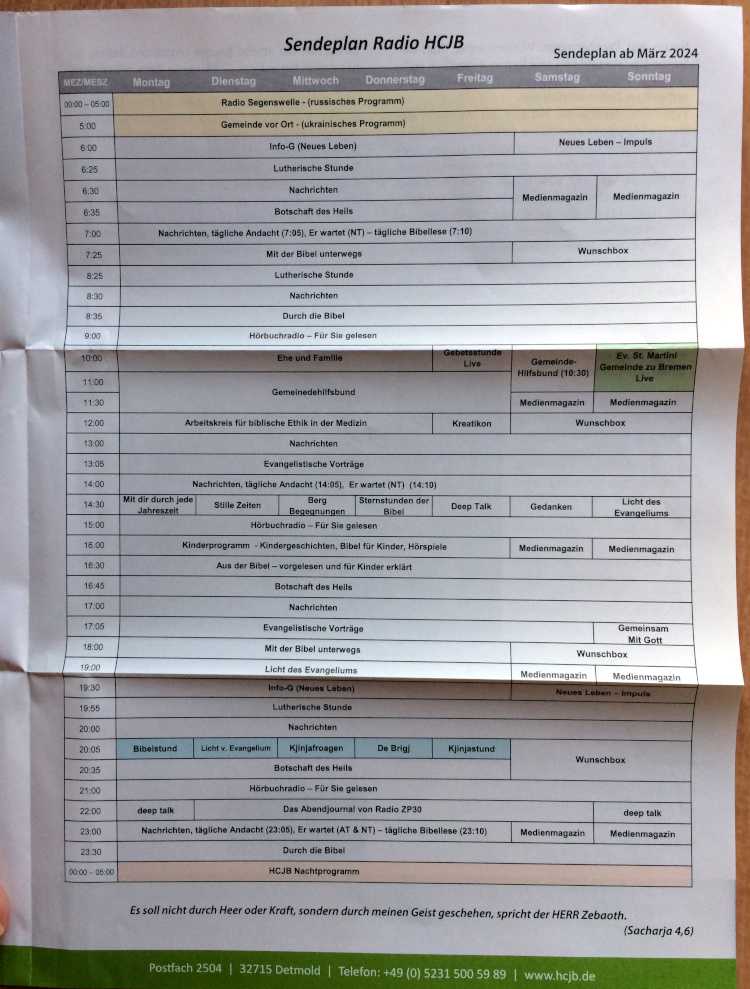 Sendeplan Radio HCJB
Sendeplan ab März 2024
MEZ/MESZ Montag Dienstag Mittwoch Donnerstag Freitag Samstag Sonntag
00:00 – 05:00 Radio Segenswelle - (russisches Programm)
5:00 Gemeinde vor Ort - (ukrainisches Programm)
6:00 Info-G (Neues Leben) Neues Leben – Impuls
6:25 Lutherische Stunde
6:30 Nachrichten Medienmagazin Medienmagazin
6:35 Botschaft des Heils
7:00 Nachrichten, tägliche Andacht (7:05), Er wartet (NT) – tägliche Bibellese (7:10)
7:25 Mit der Bibel unterwegs Wunschbox
8:25 Lutherische Stunde
8:30 Nachrichten
8:35 Durch die Bibel
9:00 Hörbuchradio – Für Sie gelesen
10:00 Ehe und Familie Gebetsstunde Live Gemeinde-Hilfsbund (10:30) Ev. St. Martini Gemeinde zu Bremen Live
11:00 Gemeinedehilfsbund
11:30 Medienmagazin Medienmagazin
12:00 Arbeitskreis für biblische Ethik in der Medizin Kreatikon Wunschbox
13:00 Nachrichten
13:05 Evangelistische Vorträge
14:00 Nachrichten, tägliche Andacht (14:05), Er wartet (NT) (14:10)
14:30 Mit dir durch jede Jahreszeit Stille Zeiten Berg Begegnungen Sternstunden der Bibel Deep Talk Gedanken Licht des Evangeliums
15:00 Hörbuchradio – Für Sie gelesen
16:00 Kinderprogramm - Kindergeschichten, Bibel für Kinder, Hörspiele Medienmagazin Medienmagazin
16:30 Aus der Bibel – vorgelesen und für Kinder erklärt
16:45 Botschaft des Heils
17:00 Nachrichten
17:05 Evangelistische Vorträge Gemeinsam Mit Gott
18:00 Mit der Bibel unterwegs Wunschbox
19:00 Licht des Evangeliums Medienmagazin Medienmagazin
19:30 Info-G (Neues Leben) Neues Leben – Impuls
19:55 Lutherische Stunde
20:00 Nachrichten
20:05 Bibelstund Licht v. Evangelium Kjinjafroagen De Brigj Kjinjastund Wunschbox
20:35 Botschaft des Heils
21:00 Hörbuchradio – Für Sie gelesen
22:00 deep talk Das Abendjournal von Radio ZP30 deep talk
23:00 Nachrichten, tägliche Andacht (23:05), Er wartet (AT & NT) – tägliche Bibellese (23:10) Medienmagazin Medienmagazin
23:30 Durch die Bibel
00:00 – 05:00 HCJB Nachtprogramm
Es soll nicht durch Heer oder Kraft, sondern durch meinen Geist geschehen, spricht der HERR Zebaoth.
(Sacharja 4,6)
Postfach 2504 | 32715 Detmold | Telefon: +49 (0) 5231 500 59 89 | www.hcjb.de